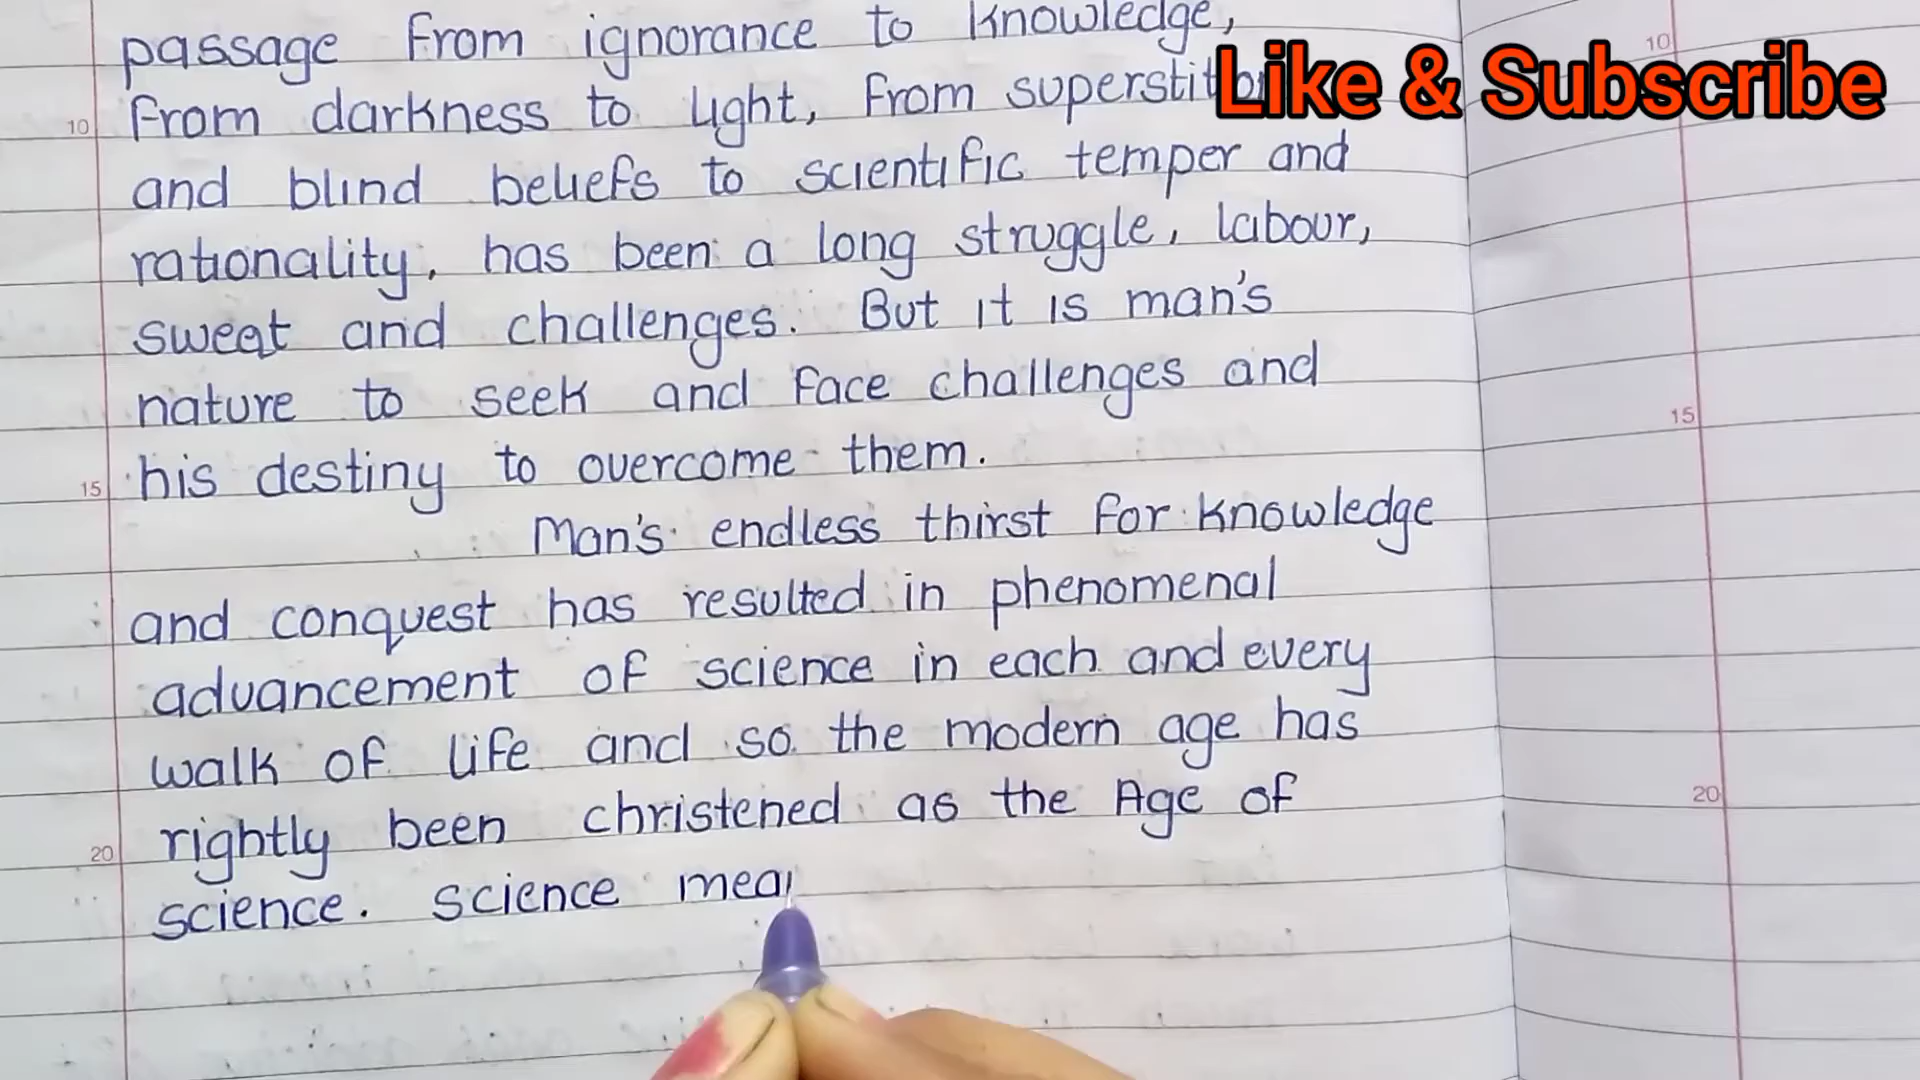 passage from ignorance to knowledge,
Like & Subscribe
10
10 from darkness to light, from superstition
and blind beliefs to scientific temper and
rationality, has been a long struggle, labour,
sweat and challenges. But it is man's
nature to seek and face challenges and
15
15 his destiny to overcome them.
Man's endless thirst for knowledge
and conquest has resulted in phenomenal
advancement of science in each and every
walk of life and so the modern age has
20
20 rightly been christened as the Age of
science. science mea